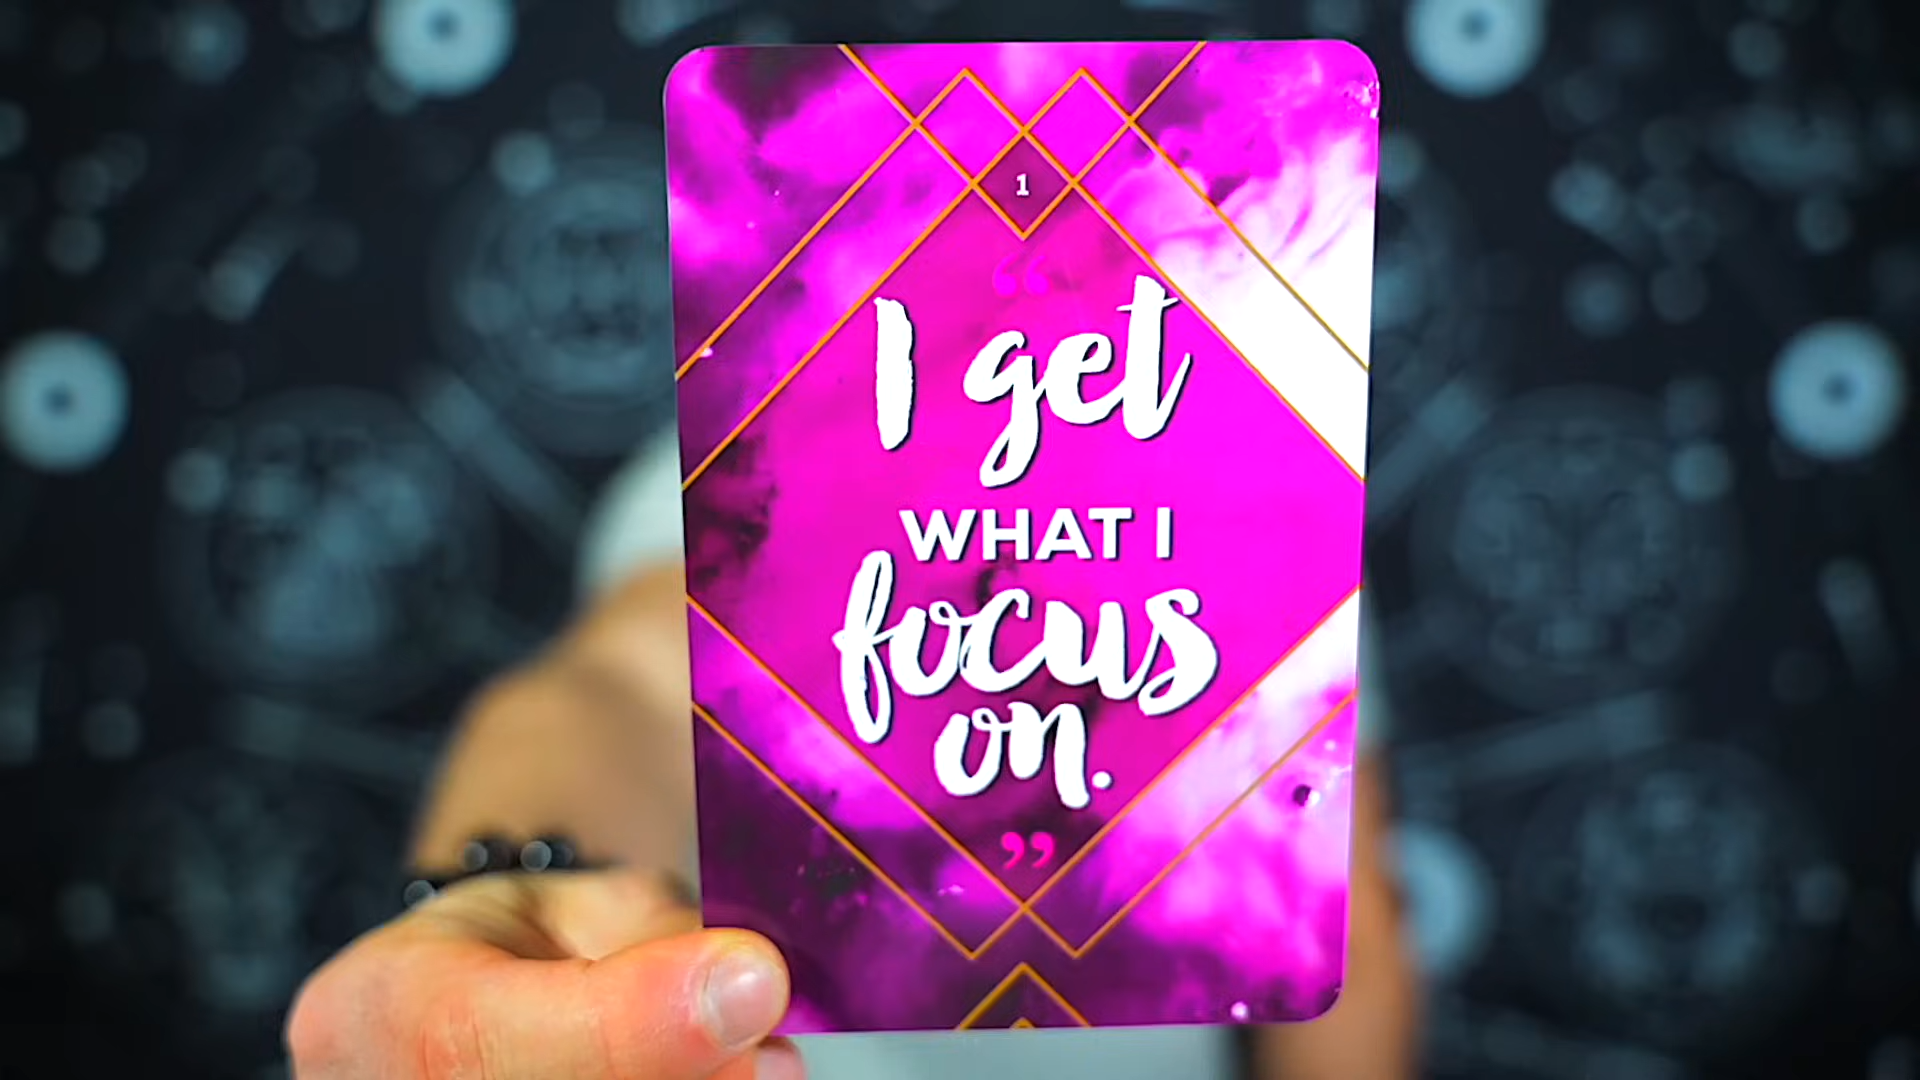 1
“
I get
WHAT I
focus
on.
”